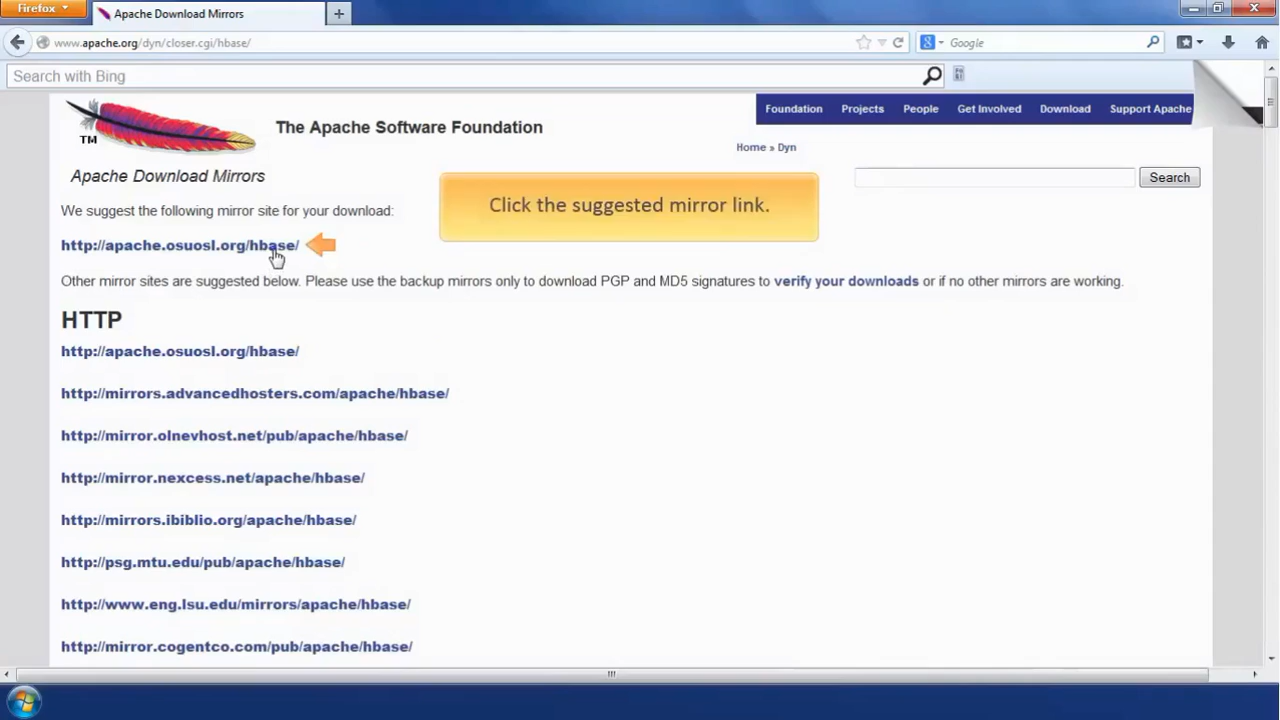 Firefox
Apache Download Mirrors
www.apache.org/dyn/closer.cgi/hbase/
Google
Search with Bing
TM
The Apache Software Foundation
Foundation Projects People Get Involved Download Support Apache
Home » Dyn
Apache Download Mirrors
Search
We suggest the following mirror site for your download:
Click the suggested mirror link.
http://apache.osuosl.org/hbase/
Other mirror sites are suggested below. Please use the backup mirrors only to download PGP and MD5 signatures to verify your downloads or if no other mirrors are working.
HTTP
http://apache.osuosl.org/hbase/
http://mirrors.advancedhosters.com/apache/hbase/
http://mirror.olnevhost.net/pub/apache/hbase/
http://mirror.nexcess.net/apache/hbase/
http://mirrors.ibiblio.org/apache/hbase/
http://psg.mtu.edu/pub/apache/hbase/
http://www.eng.lsu.edu/mirrors/apache/hbase/
http://mirror.cogentco.com/pub/apache/hbase/